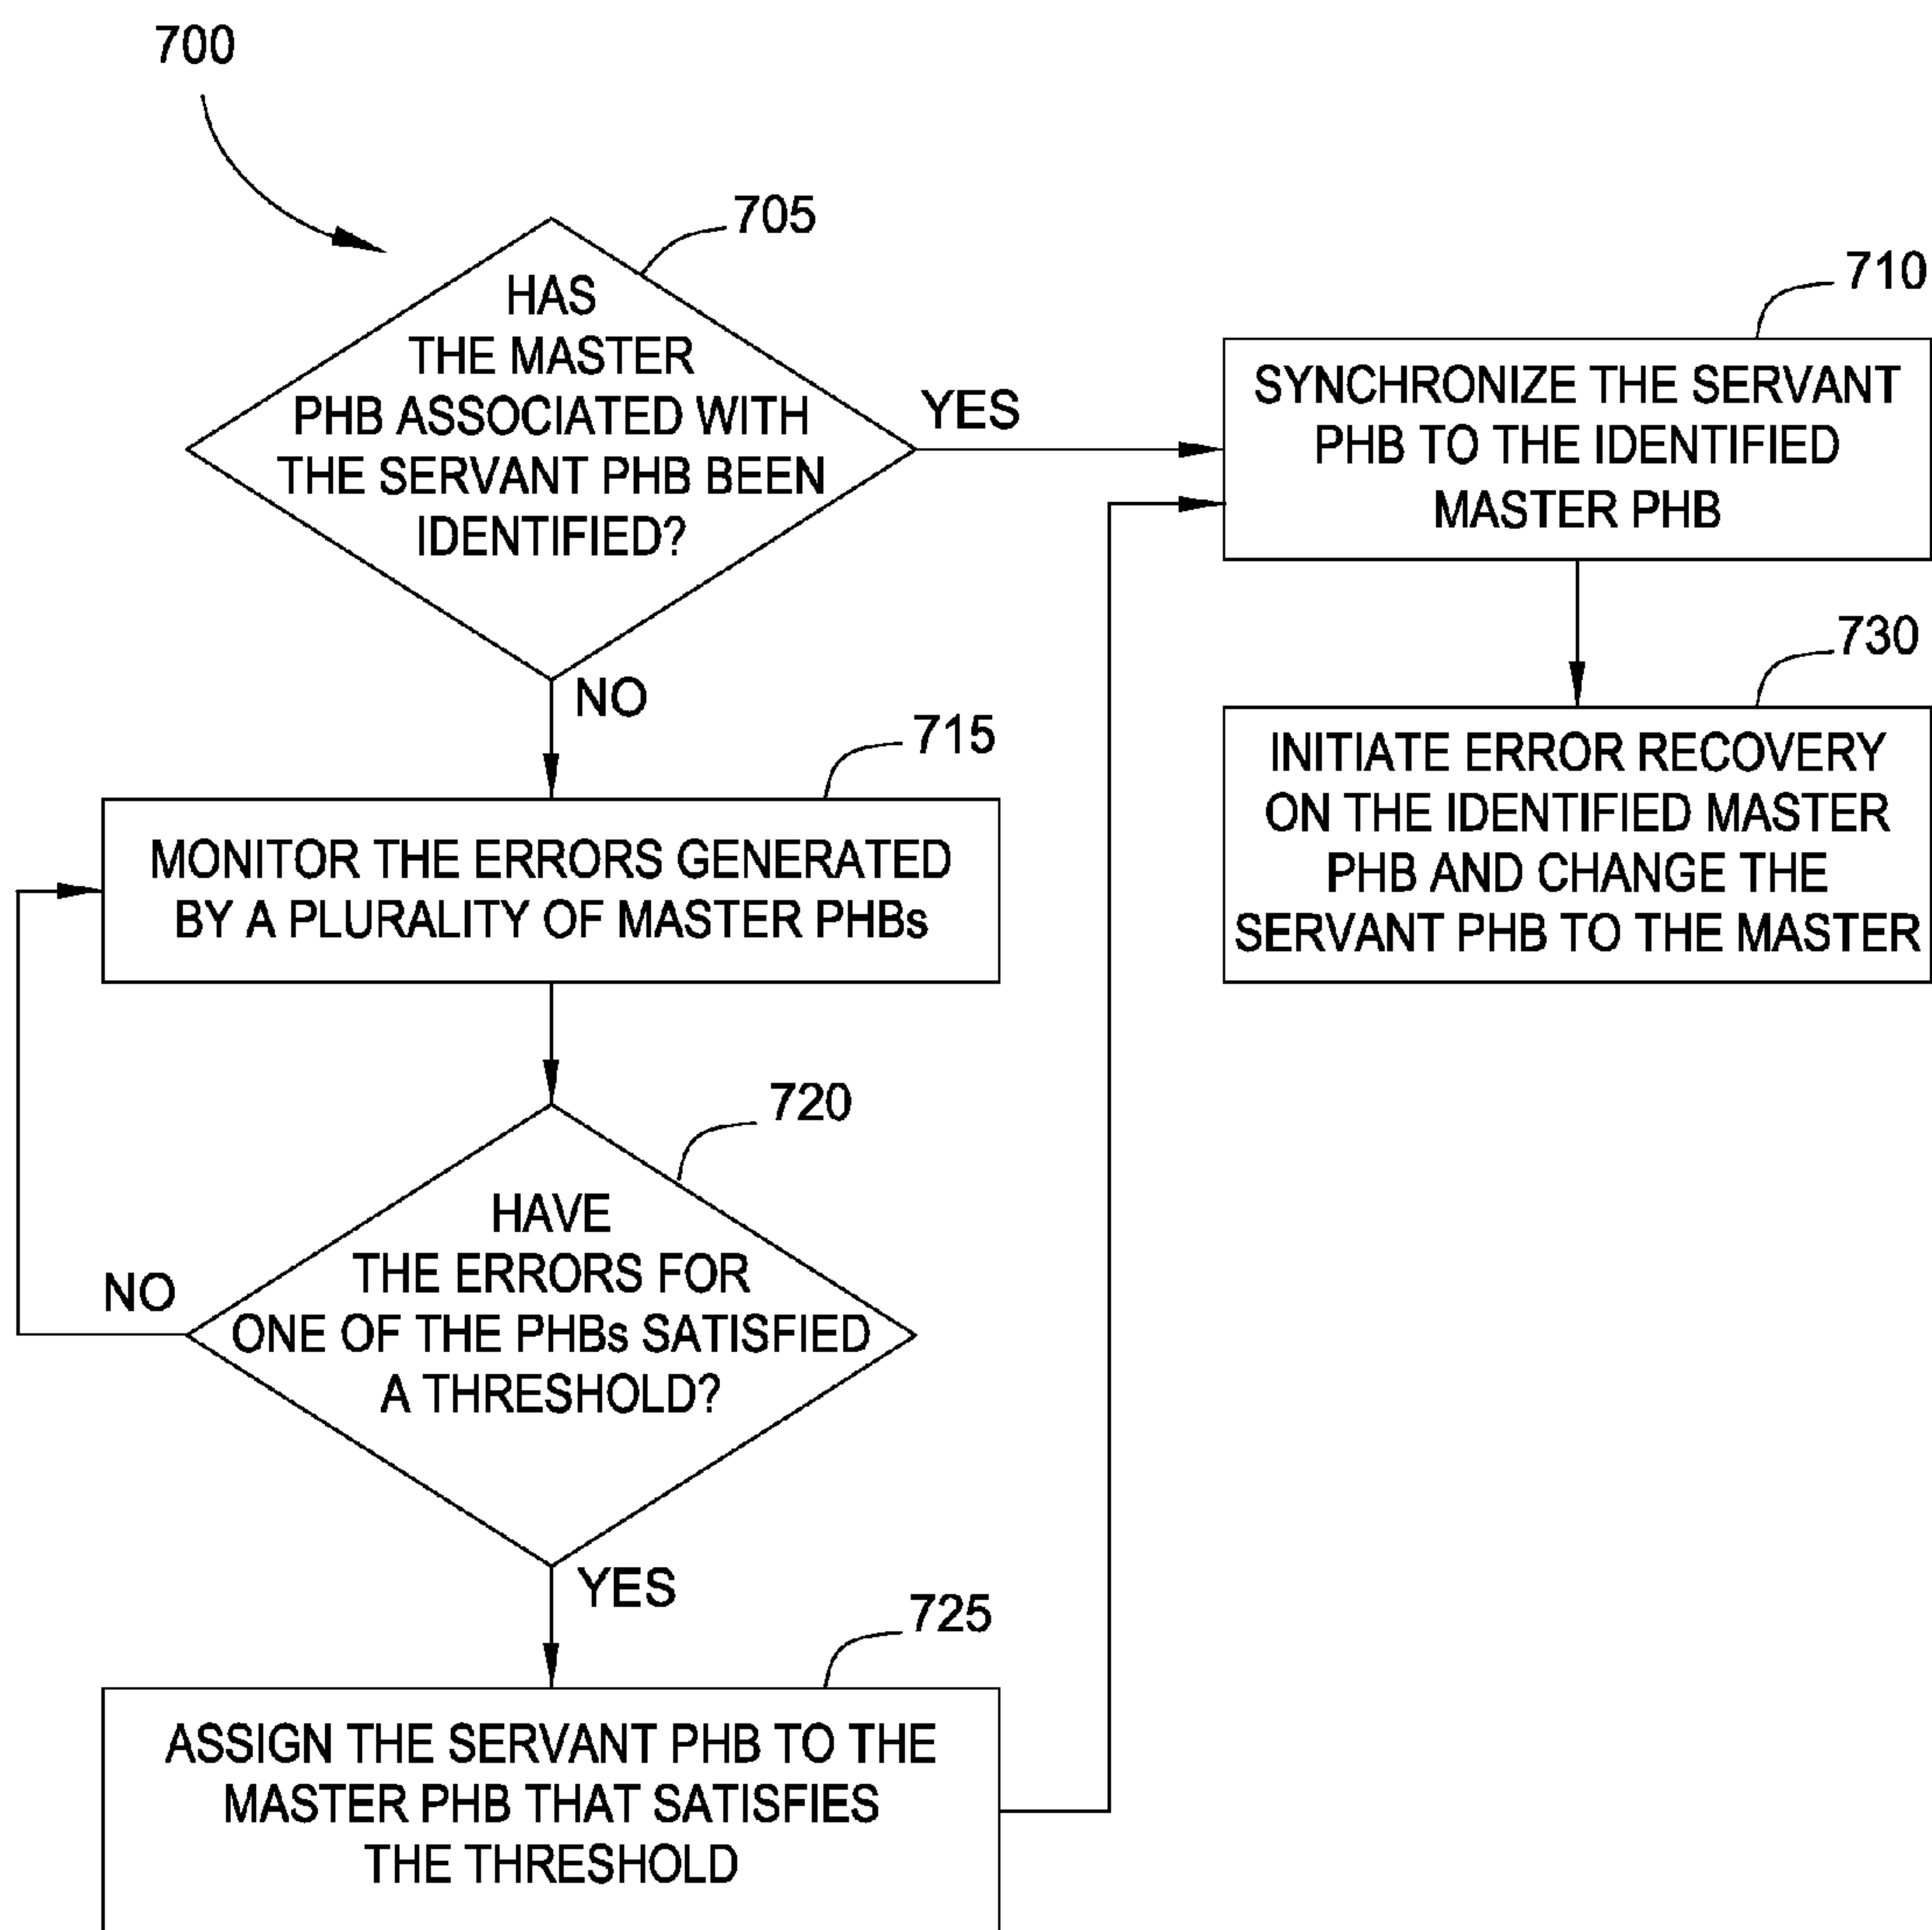 700
705
HAS
THE MASTER
PHB ASSOCIATED WITH
THE SERVANT PHB BEEN
IDENTIFIED?
YES
NO
710
SYNCHRONIZE THE SERVANT
PHB TO THE IDENTIFIED
MASTER PHB
730
INITIATE ERROR RECOVERY
ON THE IDENTIFIED MASTER
PHB AND CHANGE THE
SERVANT PHB TO THE MASTER
715
MONITOR THE ERRORS GENERATED
BY A PLURALITY OF MASTER PHBs
720
HAVE
THE ERRORS FOR
ONE OF THE PHBs SATISFIED
A THRESHOLD?
NO
YES
725
ASSIGN THE SERVANT PHB TO THE
MASTER PHB THAT SATISFIES
THE THRESHOLD